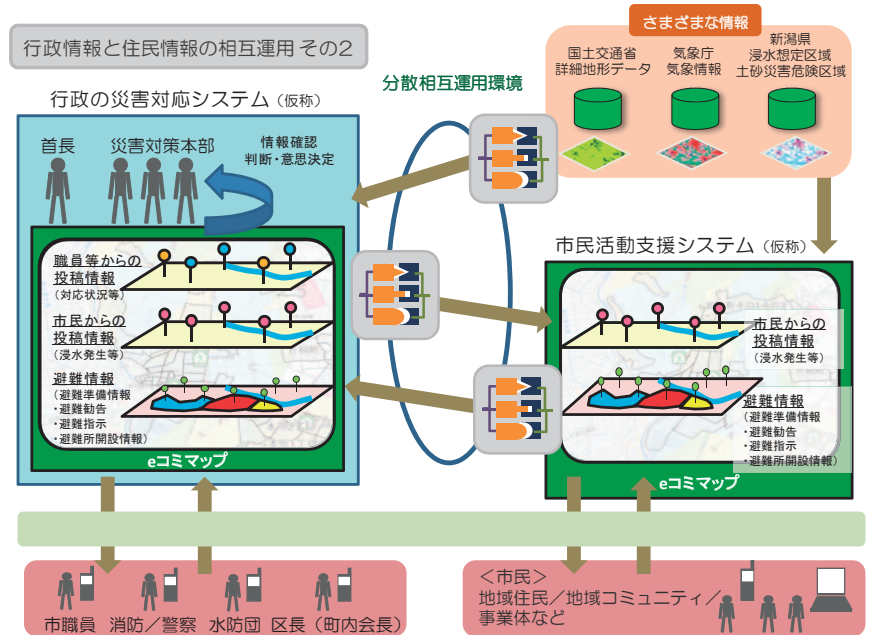 行政情報と住民情報の相互運用 その2
さまざまな情報
国土交通省
詳細地形データ
気象庁
気象情報
新潟県
浸水想定区域
土砂災害危険区域
分散相互運用環境
行政の災害対応システム（仮称）
首長
災害対策本部
情報確認
判断・意思決定
職員等からの
投稿情報
（対応状況等）
市民からの
投稿情報
（浸水発生等）
避難情報
（避難準備情報
・避難勧告
・避難指示
・避難所開設情報）
eコミマップ
市民活動支援システム（仮称）
市民からの
投稿情報
（浸水発生等）
避難情報
（避難準備情報
・避難勧告
・避難指示
・避難所開設情報）
eコミマップ
市職員
消防／警察
水防団
区長（町内会長）
＜市民＞
地域住民／地域コミュニティ／
事業体など